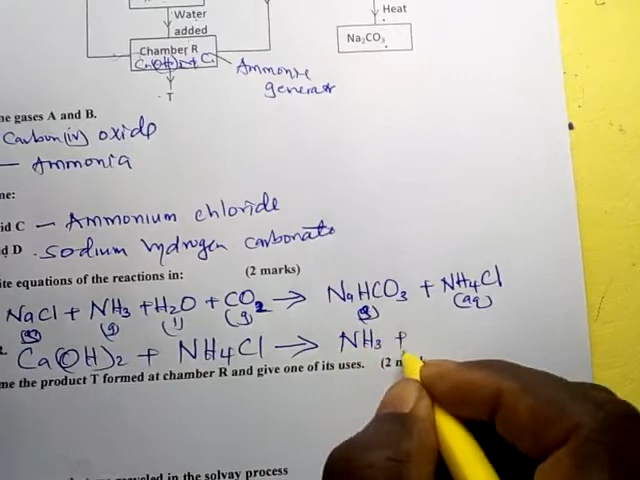 Water
added
Heat
Na₂CO₃
Chamber R
Ca(OH)₂ + C
Ammonia
generator
T
ne gases A and B.
Carbon(iv) oxide
— Ammonia
ne:
id C — Ammonium chloride
d D . sodium hydrogen carbonate
ite equations of the reactions in: (2 marks)
NaCl + NH₃ + H₂O + CO₂ → NaHCO₃ + NH₄Cl
(g) (l) (g) (s) (aq)
Ca(OH)₂ + NH₄Cl → NH₃ +
me the product T formed at chamber R and give one of its uses. (2 m
in the solvay process